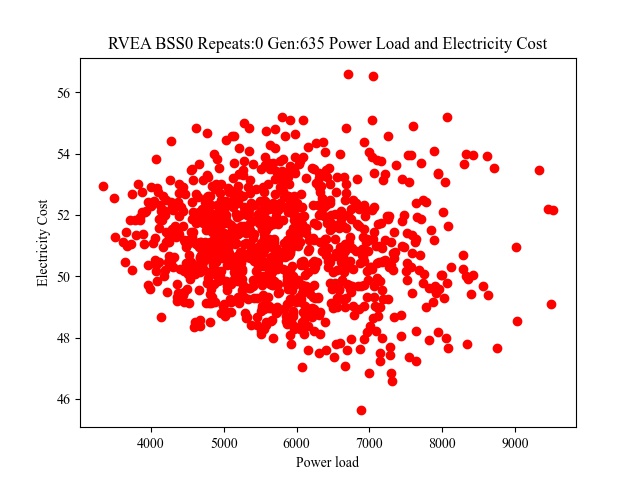 RVEA BSS0 Repeats:0 Gen:635 Power Load and Electricity Cost
56
54
52
50
48
46
Electricity Cost
4000 5000 6000 7000 8000 9000
Power load